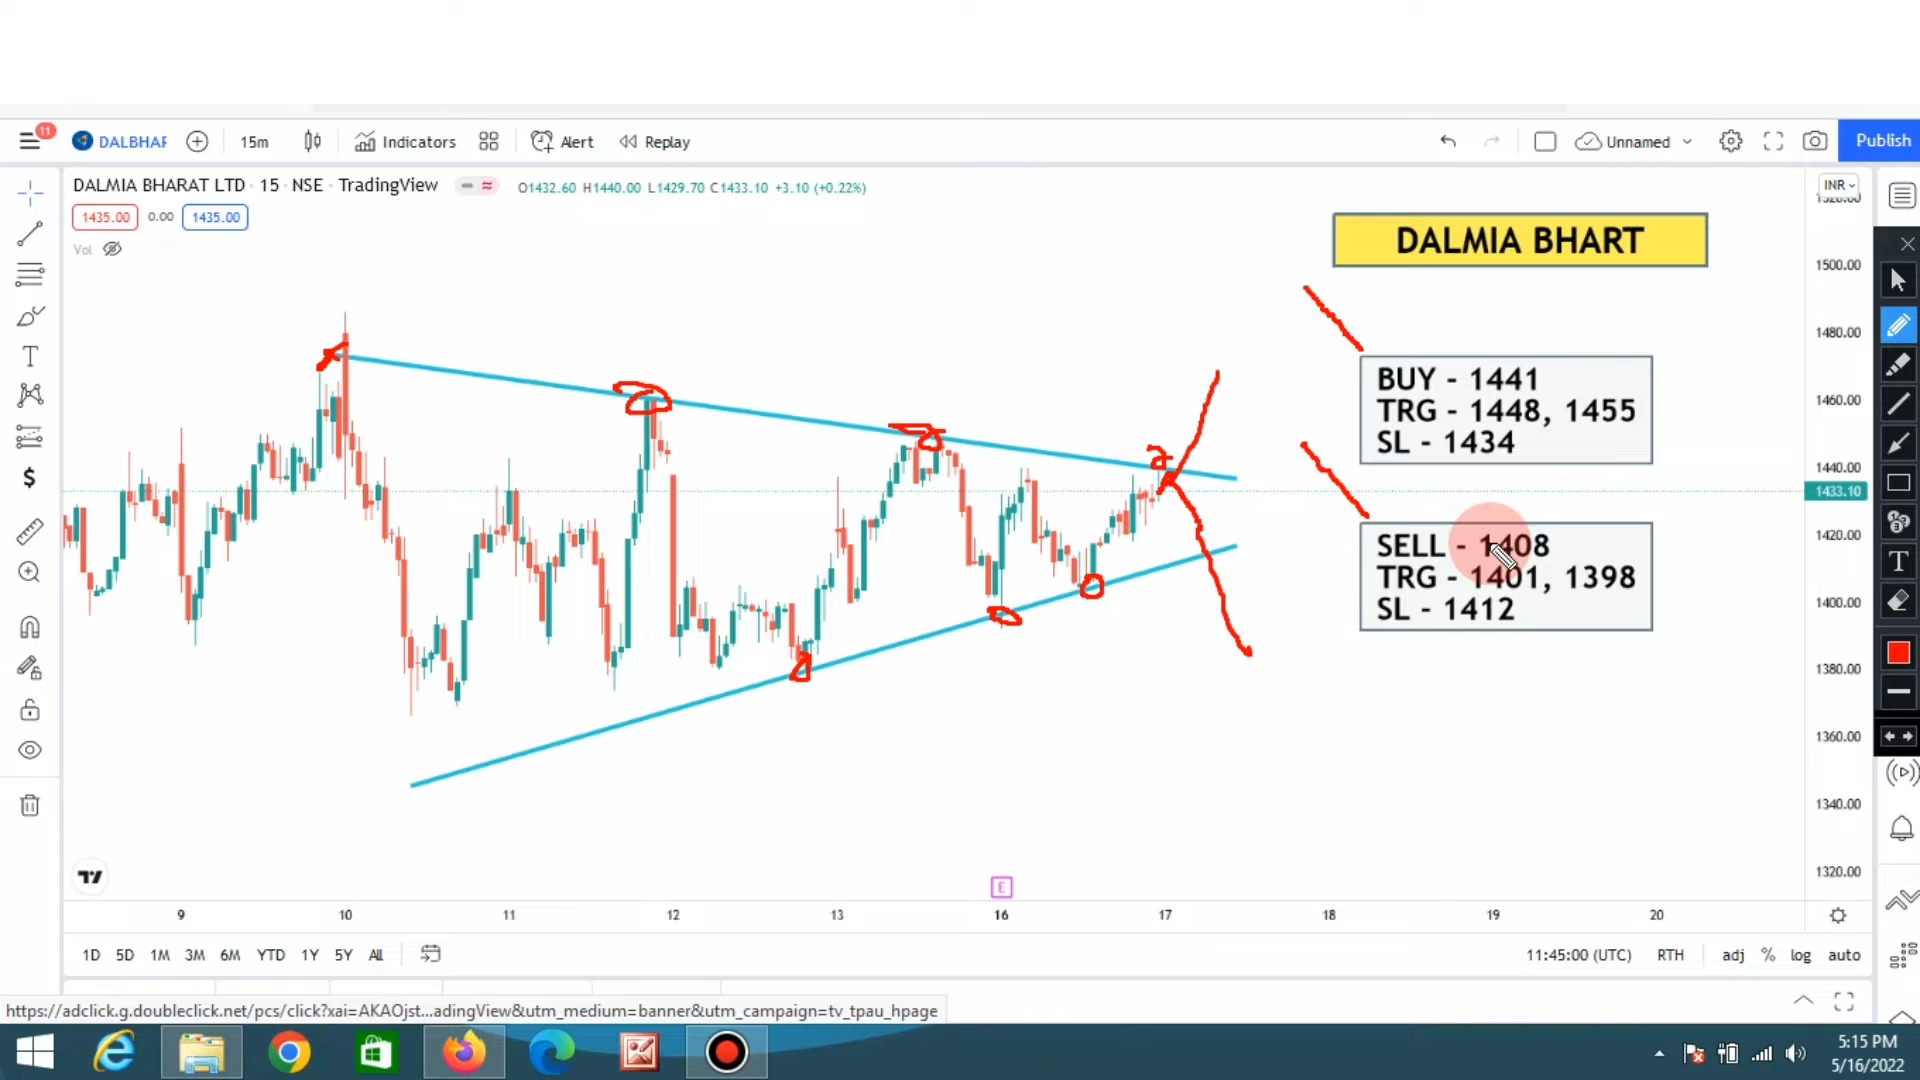 11
DALBHAR
15m
Indicators
Alert
Replay
Unnamed
Publish
DALMIA BHARAT LTD · 15 · NSE · TradingView
O1432.60 H1440.00 L1429.70 C1433.10 +3.10 (+0.22%)
INR
1435.00
0.00
1435.00
Vol
DALMIA BHART
BUY - 1441
TRG - 1448, 1455
SL - 1434
SELL - 1408
TRG - 1401, 1398
SL - 1412
1500.00
1480.00
1460.00
1440.00
1433.10
1420.00
1400.00
1380.00
1360.00
1340.00
1320.00
E
9
10
11
12
13
16
17
18
19
20
1D
5D
1M
3M
6M
YTD
1Y
5Y
All
11:45:00 (UTC)
RTH
adj
%
log
auto
https://adclick.g.doubleclick.net/pcs/click?xai=AKAOjst...adingView&utm_medium=banner&utm_campaign=tv_tpau_hpage
5:15 PM
5/16/2022